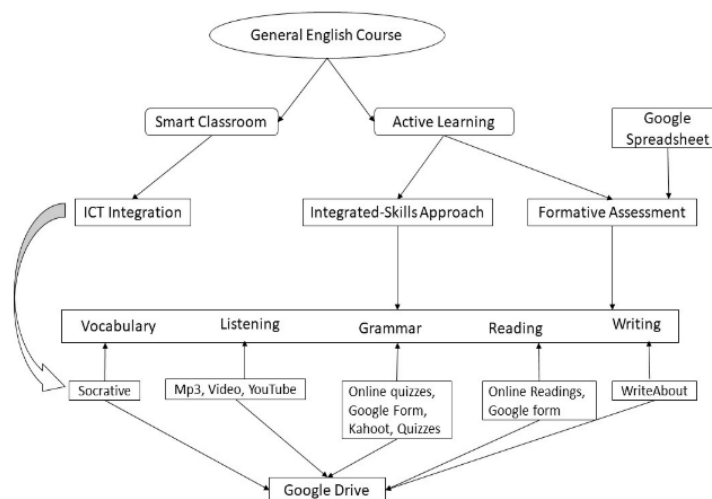 General English Course
Smart Classroom
Active Learning
Google
Spreadsheet
ICT Integration
Integrated-Skills Approach
Formative Assessment
Vocabulary
Listening
Grammar
Reading
Writing
Socrative
Mp3, Video, YouTube
Online quizzes,
Google Form,
Kahoot, Quizzes
Online Readings,
Google form
WriteAbout
Google Drive